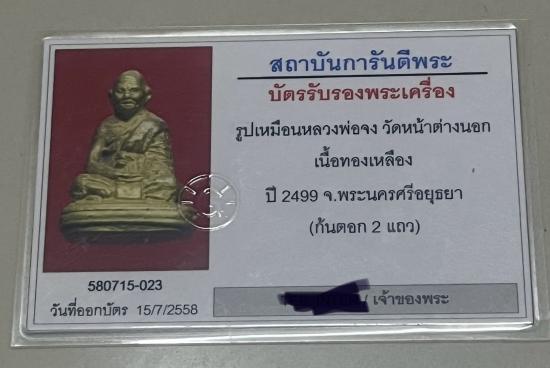 สถาบันการันตีพระ
บัตรรับรองพระเครื่อง
รูปเหมือนหลวงพ่อจง วัดหน้าต่างนอก
เนื้อทองเหลือง
ปี 2499 จ.พระนครศรีอยุธยา
(ก้นตอก 2 แถว)
580715-023
วันที่ออกบัตร 15/7/2558
/ เจ้าของพระ